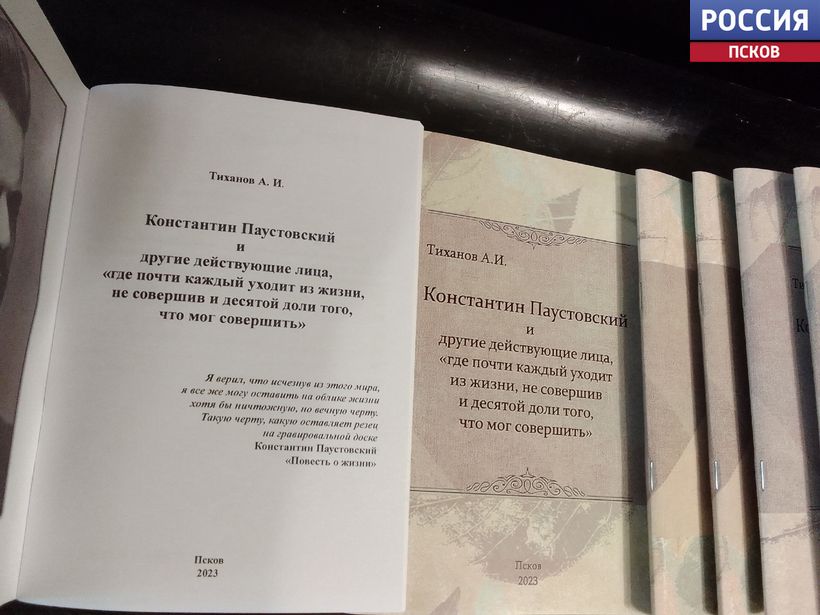 РОССИЯ
ПСКОВ
Тиханов А. И.
Константин Паустовский
и
другие действующие лица,
«где почти каждый уходит из жизни,
не совершив и десятой доли того,
что мог совершить»
Я верил, что исчезнув из этого мира,
я все же могу оставить на облике жизни
хотя бы ничтожную, но вечную черту.
Такую черту, какую оставляет резец
на гравировальной доске
Константин Паустовский
«Повесть о жизни»
Псков
2023
Тиханов А.И.
Константин Паустовский
и
другие действующие лица,
«где почти каждый уходит
из жизни, не совершив
и десятой доли того,
что мог совершить»
Псков
2023